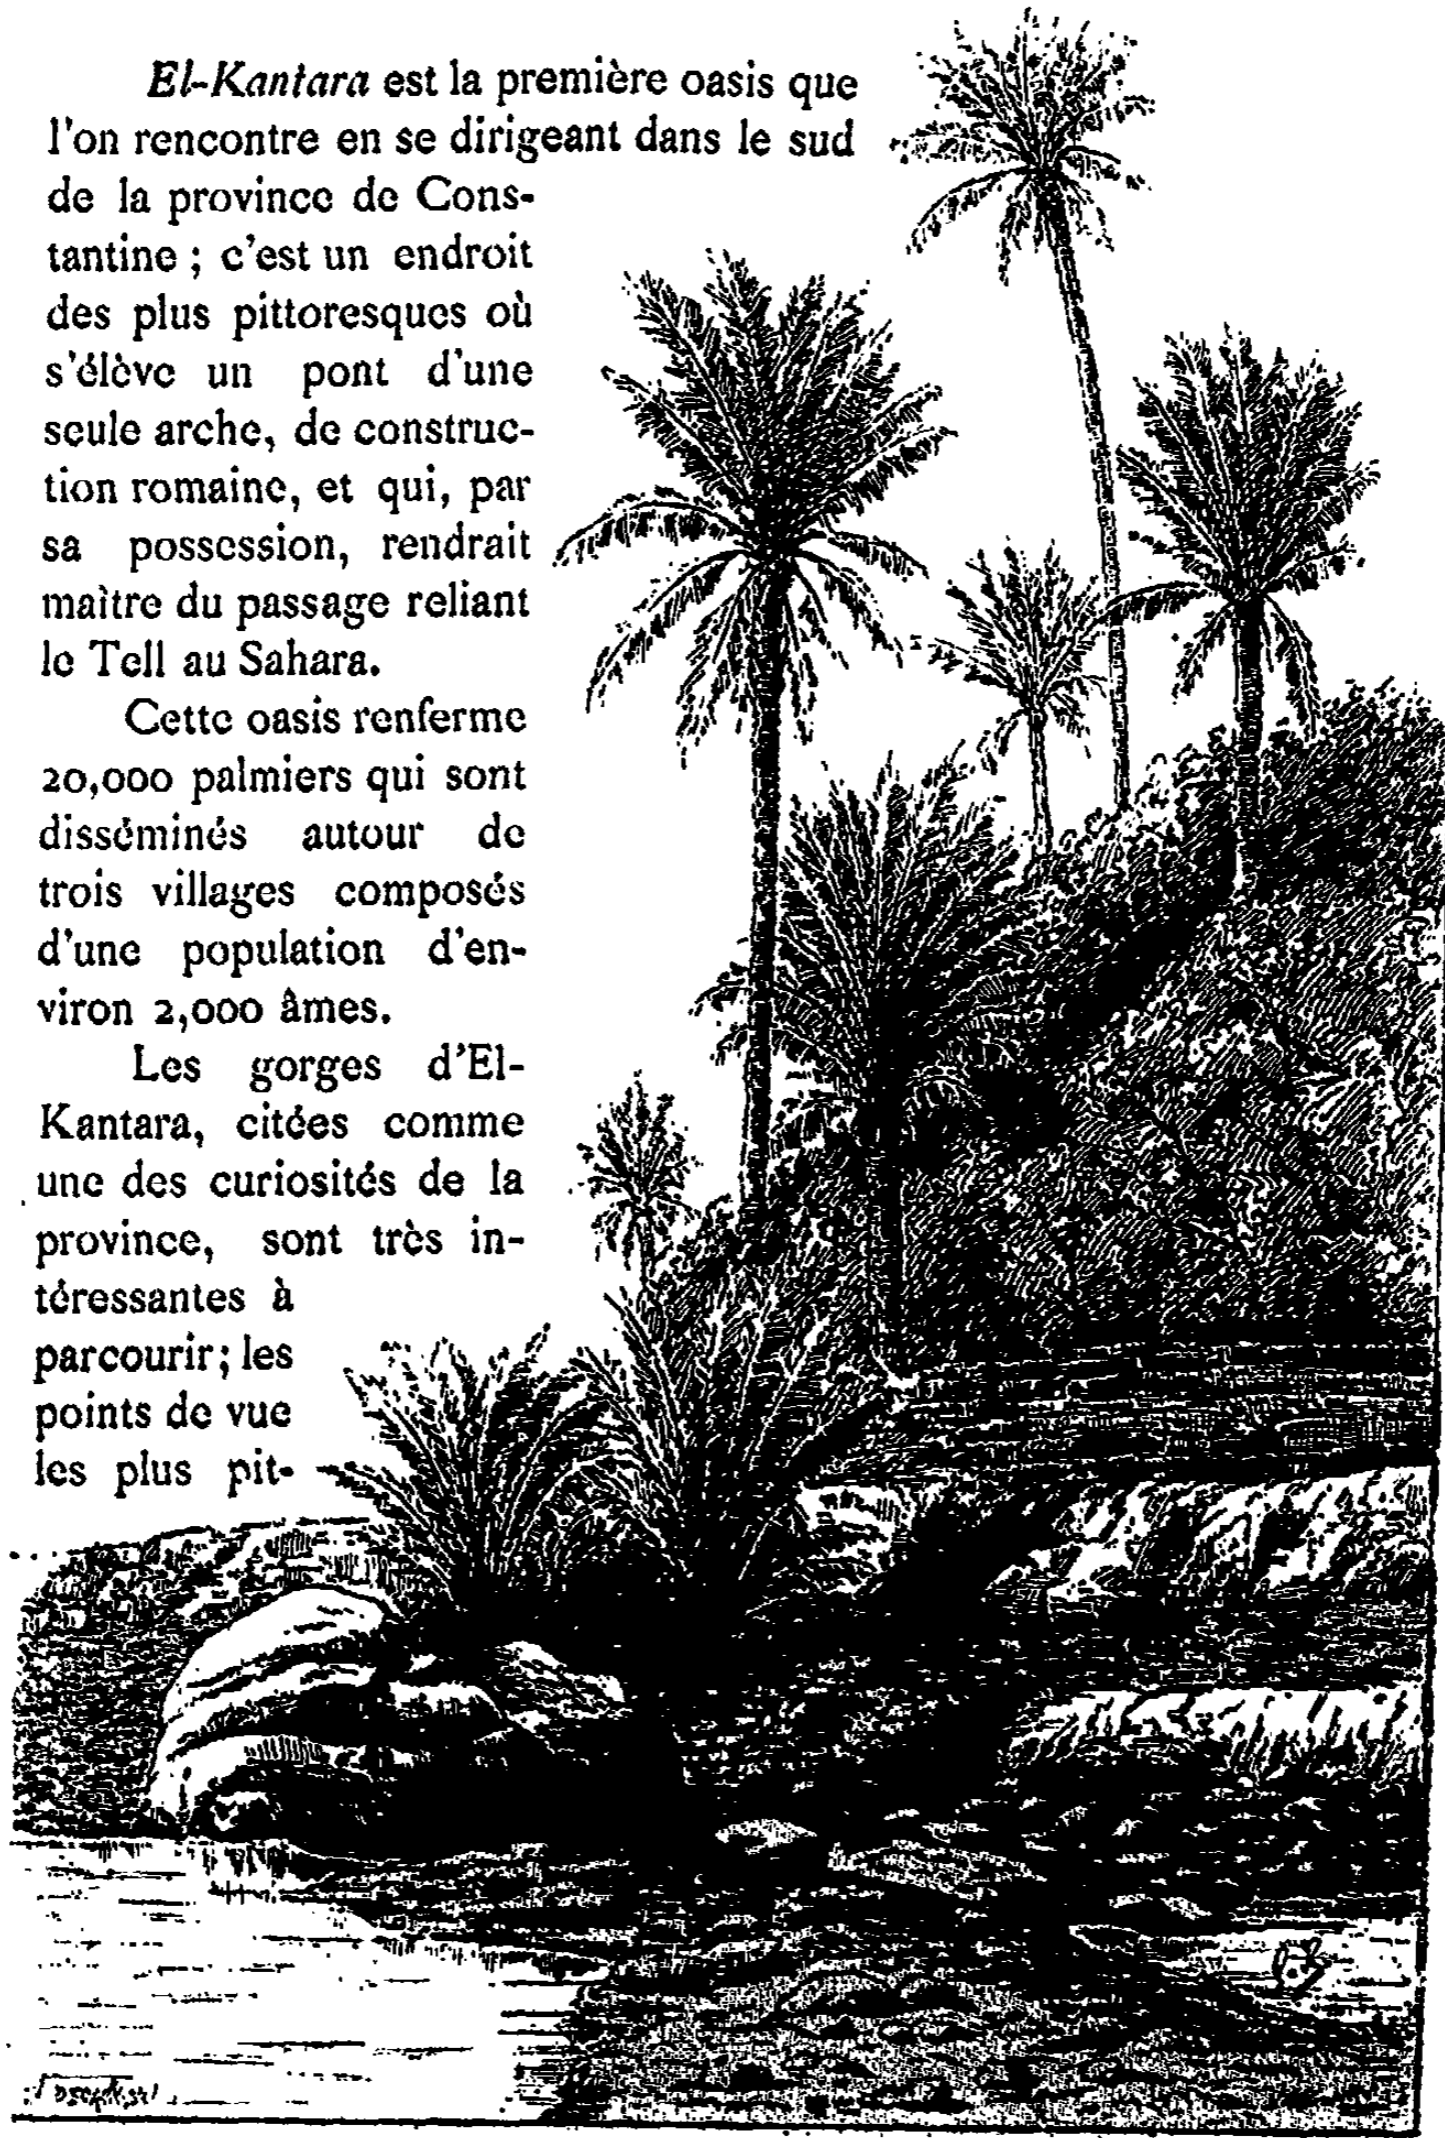 El-Kantara est la première oasis que
l'on rencontre en se dirigeant dans le sud
de la province de Cons-
tantine ; c'est un endroit
des plus pittoresques où
s'élève un pont d'une
seule arche, de construc-
tion romaine, et qui, par
sa possession, rendrait
maître du passage reliant
le Tell au Sahara.
Cette oasis renferme
20,000 palmiers qui sont
disséminés autour de
trois villages composés
d'une population d'en-
viron 2,000 âmes.
Les gorges d'El-
Kantara, citées comme
une des curiosités de la
province, sont très in-
téressantes à
parcourir; les
points de vue
les plus pit-